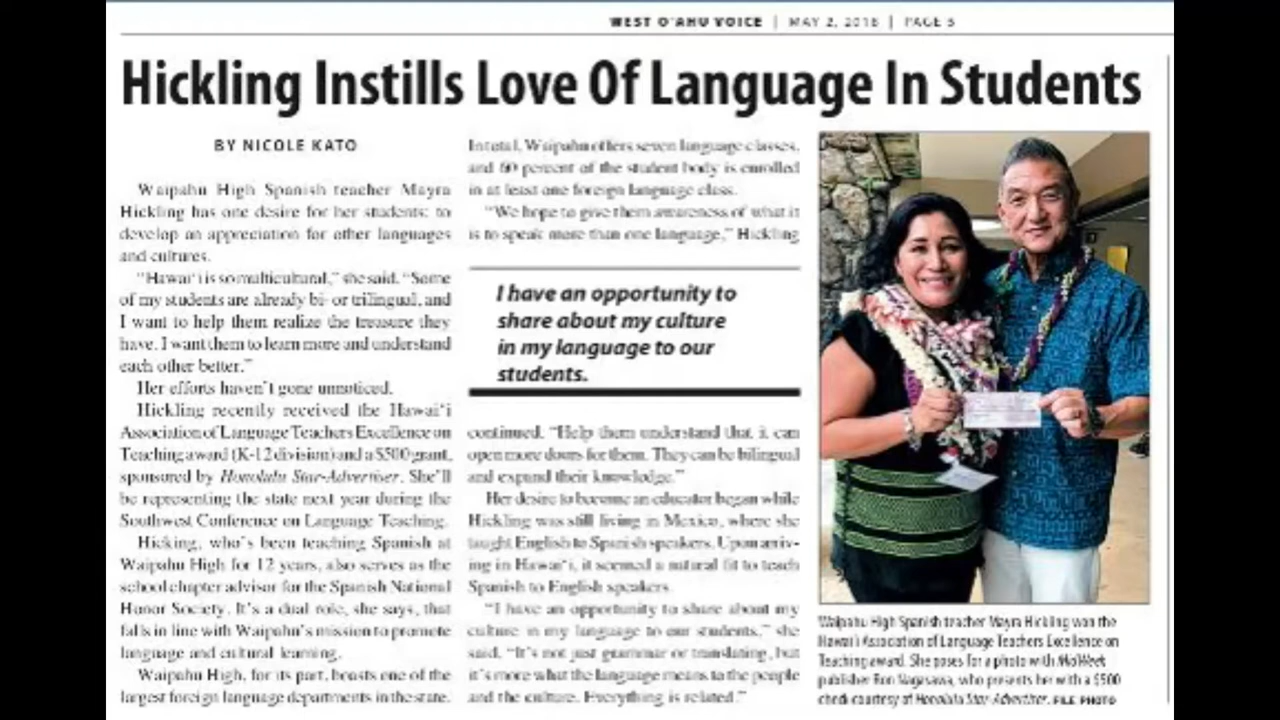 WEST O'AHU VOICE | MAY 2, 2018 | PAGE 5
Hickling Instills Love Of Language In Students
BY NICOLE KATO
Waipahu High Spanish teacher Mayra
Hickling has one desire for her students: to
develop an appreciation for other languages
and cultures.
"Hawai'i is so multicultural," she said. "Some
of my students are already bi- or trilingual, and
I want to help them realize the treasure they
have. I want them to learn more and understand
each other better."
Her efforts haven't gone unnoticed.
Hickling recently received the Hawai'i
Association of Language Teachers Excellence on
Teaching award (K-12 division) and a $500 grant,
sponsored by Honolulu Star-Advertiser. She'll
be representing the state next year during the
Southwest Conference on Language Teaching.
Hicking, who's been teaching Spanish at
Waipahu High for 12 years, also serves as the
school chapter advisor for the Spanish National
Honor Society. It's a dual role, she says, that
falls in line with Waipahu's mission to promote
language and cultural learning.
Waipahu High, for its part, boasts one of the
largest foreign language departments in the state.
In total, Waipahu offers seven language classes,
and 60 percent of the student body is enrolled
in at least one foreign language class.
"We hope to give them awareness of what it
is to speak more than one language," Hickling
I have an opportunity to
share about my culture
in my language to our
students.
continued. "Help them understand that it can
open more doors for them. They can be bilingual
and expand their knowledge."
Her desire to become an educator began while
Hickling was still living in Mexico, where she
taught English to Spanish speakers. Upon arriv-
ing in Hawai'i, it seemed a natural fit to teach
Spanish to English speakers.
"I have an opportunity to share about my
culture in my language to our students," she
said. "It's not just grammar or translating, but
it's more what the language means to the people
and the culture. Everything is related."
Waipahu High Spanish teacher Mayra Hickling won the
Hawai'i Association of Language Teachers Excellence on
Teaching award. She poses for a photo with MidWeek
publisher Ron Nagasawa, who presents her with a $500
check courtesy of Honolulu Star-Advertiser. FILE PHOTO